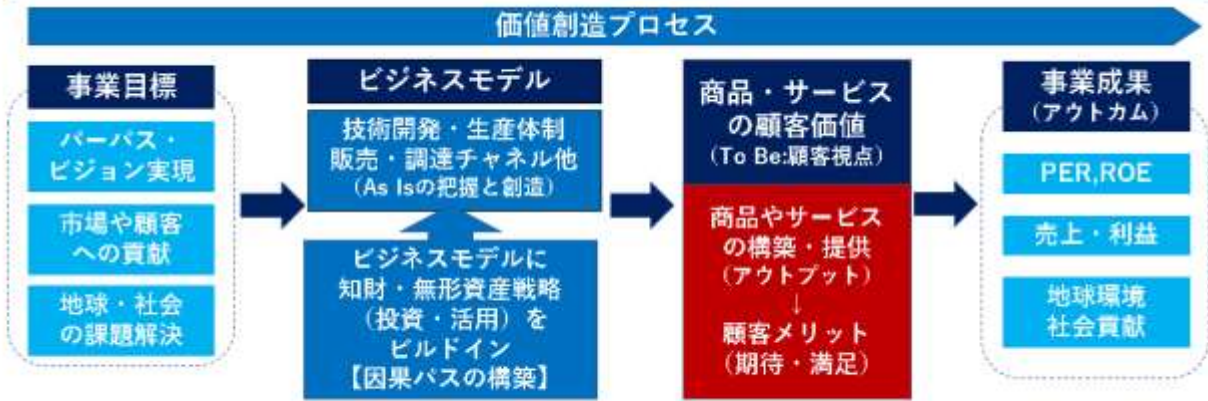 価値創造プロセス
事業目標
パーパス・
ビジョン実現
市場や顧客
への貢献
地球・社会
の課題解決
ビジネスモデル
技術開発・生産体制
販売・調達チャネル他
(As Isの把握と創造)
ビジネスモデルに
知財・無形資産戦略
(投資・活用)を
ビルドイン
【因果パスの構築】
商品・サービス
の顧客価値
(To Be:顧客視点)
商品やサービス
の構築・提供
(アウトプット)
↓
顧客メリット
(期待・満足)
事業成果
(アウトカム)
PER,ROE
売上・利益
地球環境
社会貢献